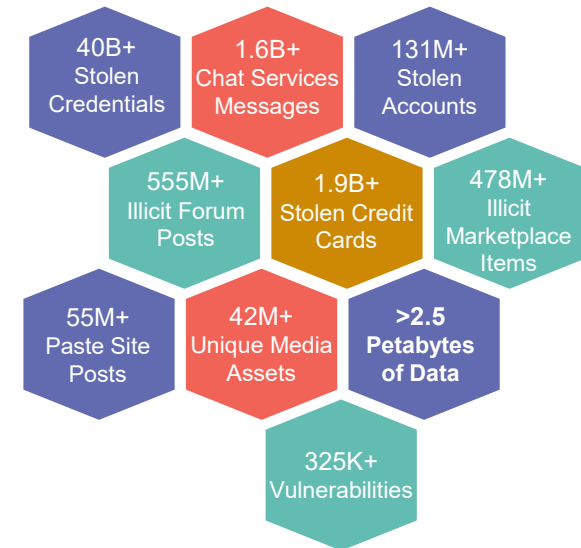 40B+
Stolen
Credentials
1.6B+
Chat Services
Messages
131M+
Stolen
Accounts
555M+
Illicit Forum
Posts
1.9B+
Stolen Credit
Cards
478M+
Illicit
Marketplace
Items
55M+
Paste Site
Posts
42M+
Unique Media
Assets
>2.5
Petabytes
of Data
325K+
Vulnerabilities